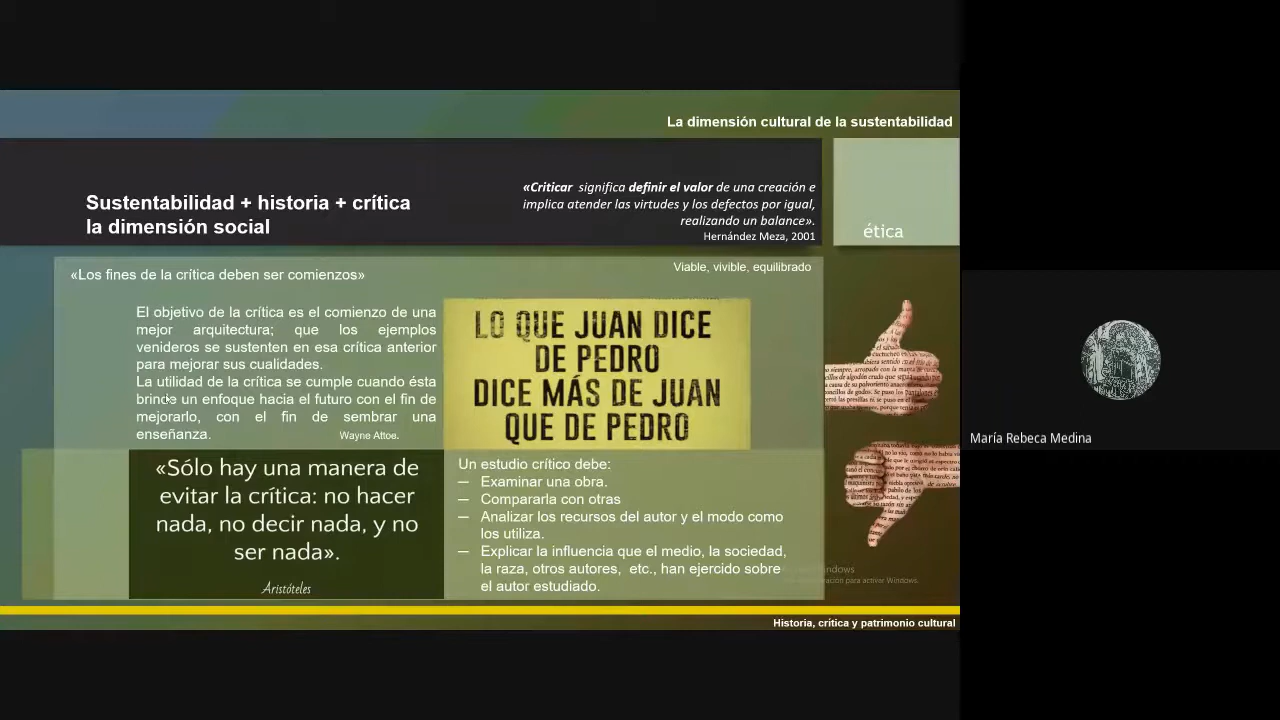 La dimensión cultural de la sustentabilidad
Sustentabilidad + historia + crítica
la dimensión social
«Criticar significa definir el valor de una creación e
implica atender las virtudes y los defectos por igual,
realizando un balance».
Hernández Meza, 2001
ética
«Los fines de la crítica deben ser comienzos»
Viable, vivible, equilibrado
El objetivo de la crítica es el comienzo de una
mejor arquitectura; que los ejemplos
venideros se sustenten en esa crítica anterior
para mejorar sus cualidades.
La utilidad de la crítica se cumple cuando ésta
brinde un enfoque hacia el futuro con el fin de
mejorarlo, con el fin de sembrar una
enseñanza.
Wayne Attoe.
LO QUE JUAN DICE
DE PEDRO
DICE MÁS DE JUAN
QUE DE PEDRO
«Sólo hay una manera de
evitar la crítica: no hacer
nada, no decir nada, y no
ser nada».
Aristóteles
Un estudio crítico debe:
— Examinar una obra.
— Compararla con otras
— Analizar los recursos del autor y el modo como
los utiliza.
— Explicar la influencia que el medio, la sociedad,
la raza, otros autores, etc., han ejercido sobre
el autor estudiado.
para activar Windows.
Historia, crítica y patrimonio cultural
María Rebeca Medina